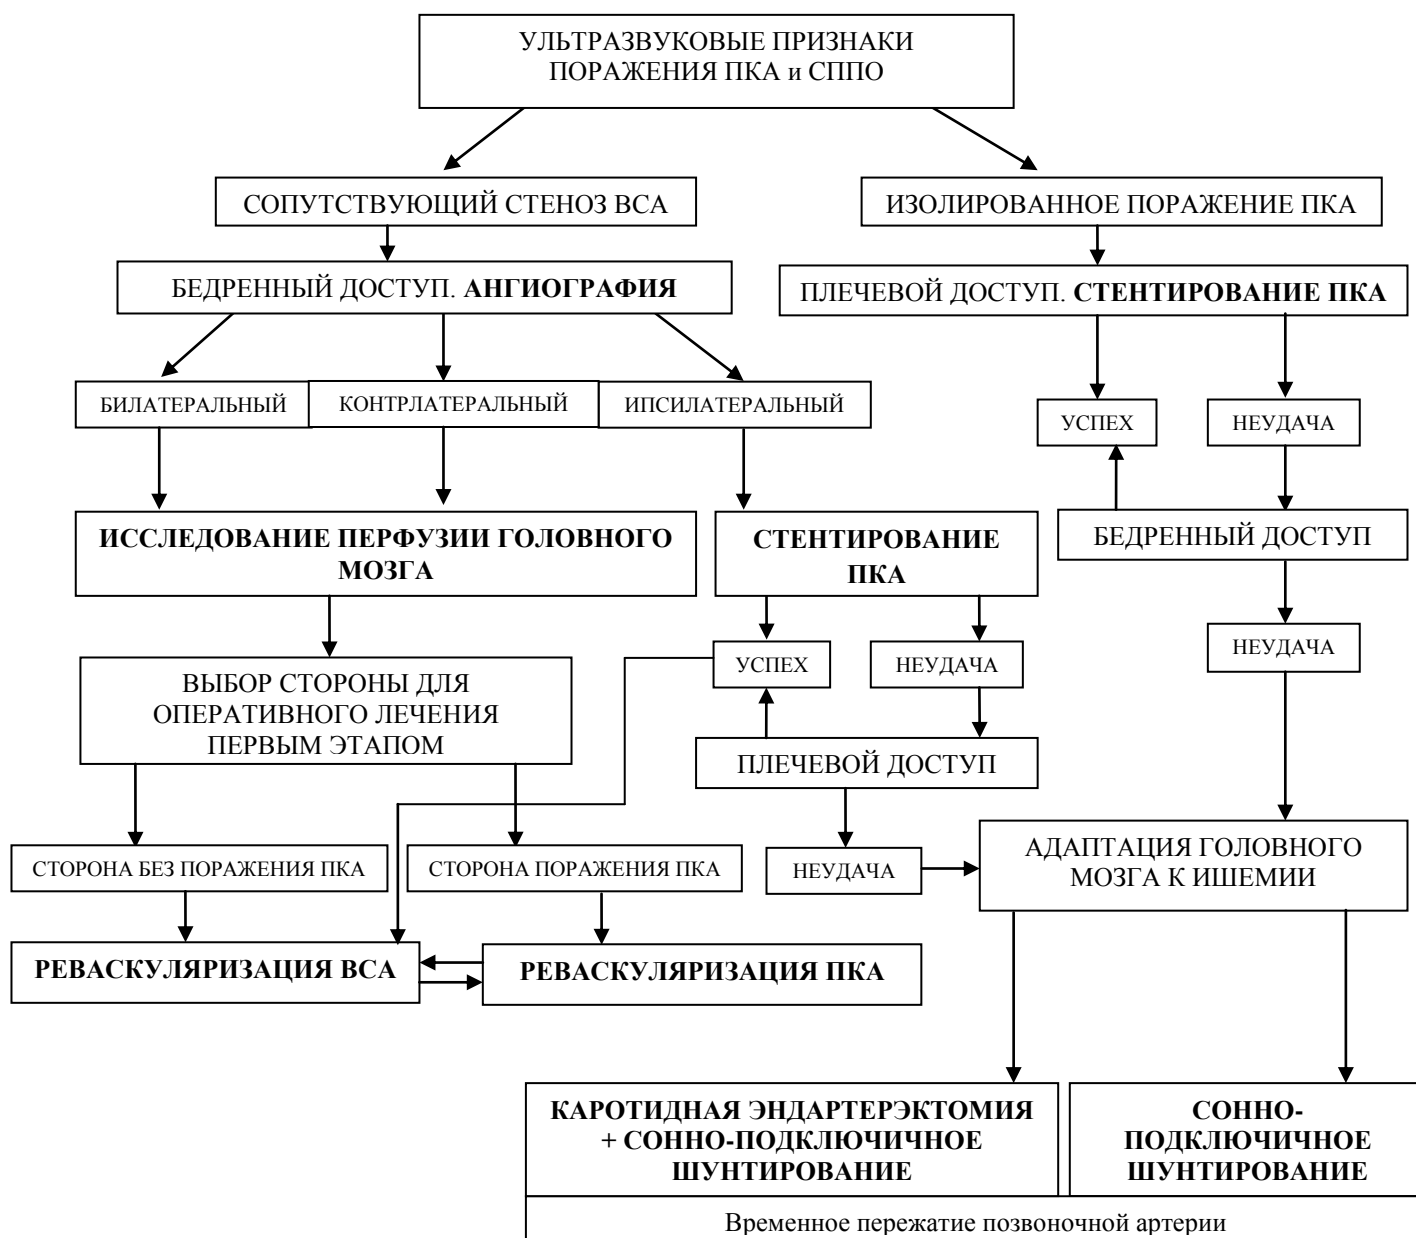 УЛЬТРАЗВУКОВЫЕ ПРИЗНАКИ
ПОРАЖЕНИЯ ПКА и СППО
СОПУТСТВУЮЩИЙ СТЕНОЗ ВСА
ИЗОЛИРОВАННОЕ ПОРАЖЕНИЕ ПКА
БЕДРЕННЫЙ ДОСТУП. АНГИОГРАФИЯ
ПЛЕЧЕВОЙ ДОСТУП. СТЕНТИРОВАНИЕ ПКА
БИЛАТЕРАЛЬНЫЙ
КОНТРЛАТЕРАЛЬНЫЙ
ИПСИЛАТЕРАЛЬНЫЙ
УСПЕХ
НЕУДАЧА
ИССЛЕДОВАНИЕ ПЕРФУЗИИ ГОЛОВНОГО
МОЗГА
СТЕНТИРОВАНИЕ
ПКА
БЕДРЕННЫЙ ДОСТУП
УСПЕХ
НЕУДАЧА
НЕУДАЧА
ВЫБОР СТОРОНЫ ДЛЯ
ОПЕРАТИВНОГО ЛЕЧЕНИЯ
ПЕРВЫМ ЭТАПОМ
ПЛЕЧЕВОЙ ДОСТУП
СТОРОНА БЕЗ ПОРАЖЕНИЯ ПКА
СТОРОНА ПОРАЖЕНИЯ ПКА
НЕУДАЧА
АДАПТАЦИЯ ГОЛОВНОГО
МОЗГА К ИШЕМИИ
РЕВАСКУЛЯРИЗАЦИЯ ВСА
РЕВАСКУЛЯРИЗАЦИЯ ПКА
КАРОТИДНАЯ ЭНДАРТЕРЭКТОМИЯ
+ СОННО-ПОДКЛЮЧИЧНОЕ
ШУНТИРОВАНИЕ
СОННО-
ПОДКЛЮЧИЧНОЕ
ШУНТИРОВАНИЕ
Временное пережатие позвоночной артерии